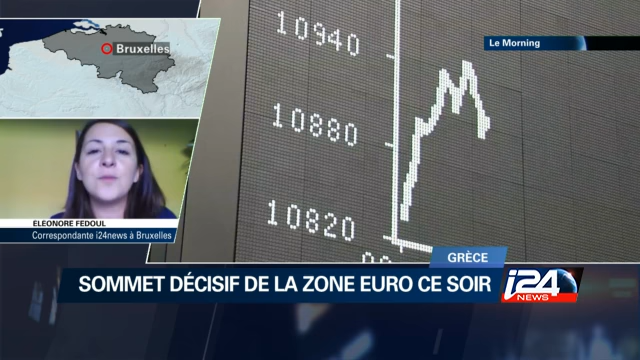 Bruxelles
10940
10880
10820
Le Morning
ELEONORE FEDOUL
Correspondante i24news à Bruxelles
GRÈCE
SOMMET DÉCISIF DE LA ZONE EURO CE SOIR
i24
NEWS